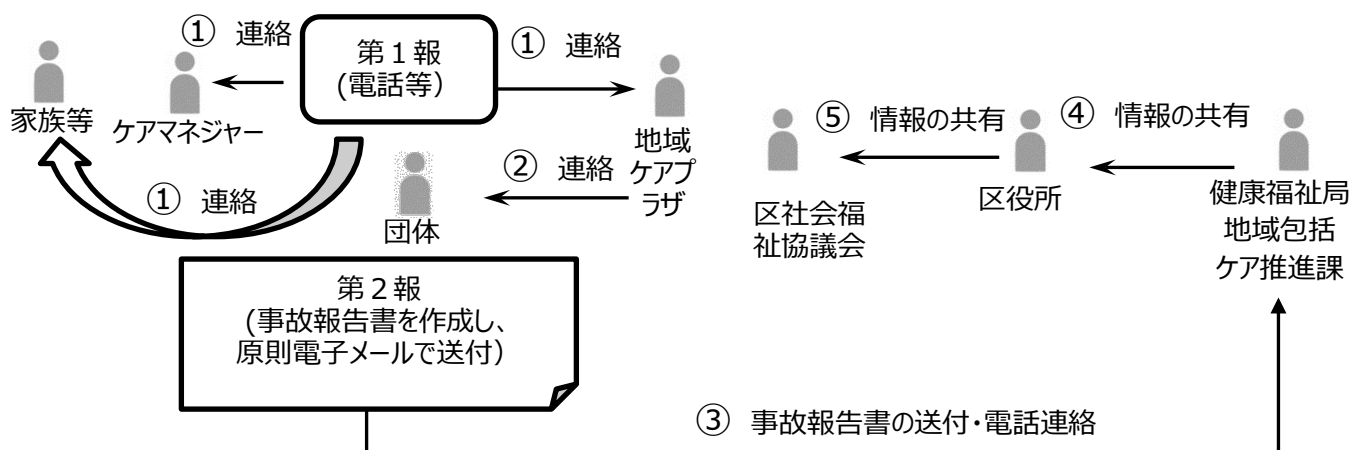 ① 連絡
第１報
(電話等）
① 連絡
家族等
ケアマネジャー
地域
ケアプ
ラザ
① 連絡
団体
② 連絡
⑤ 情報の共有
④ 情報の共有
区社会福
祉協議会
区役所
健康福祉局
地域包括
ケア推進課
第２報
(事故報告書を作成し、
原則電子メールで送付）
③ 事故報告書の送付・電話連絡